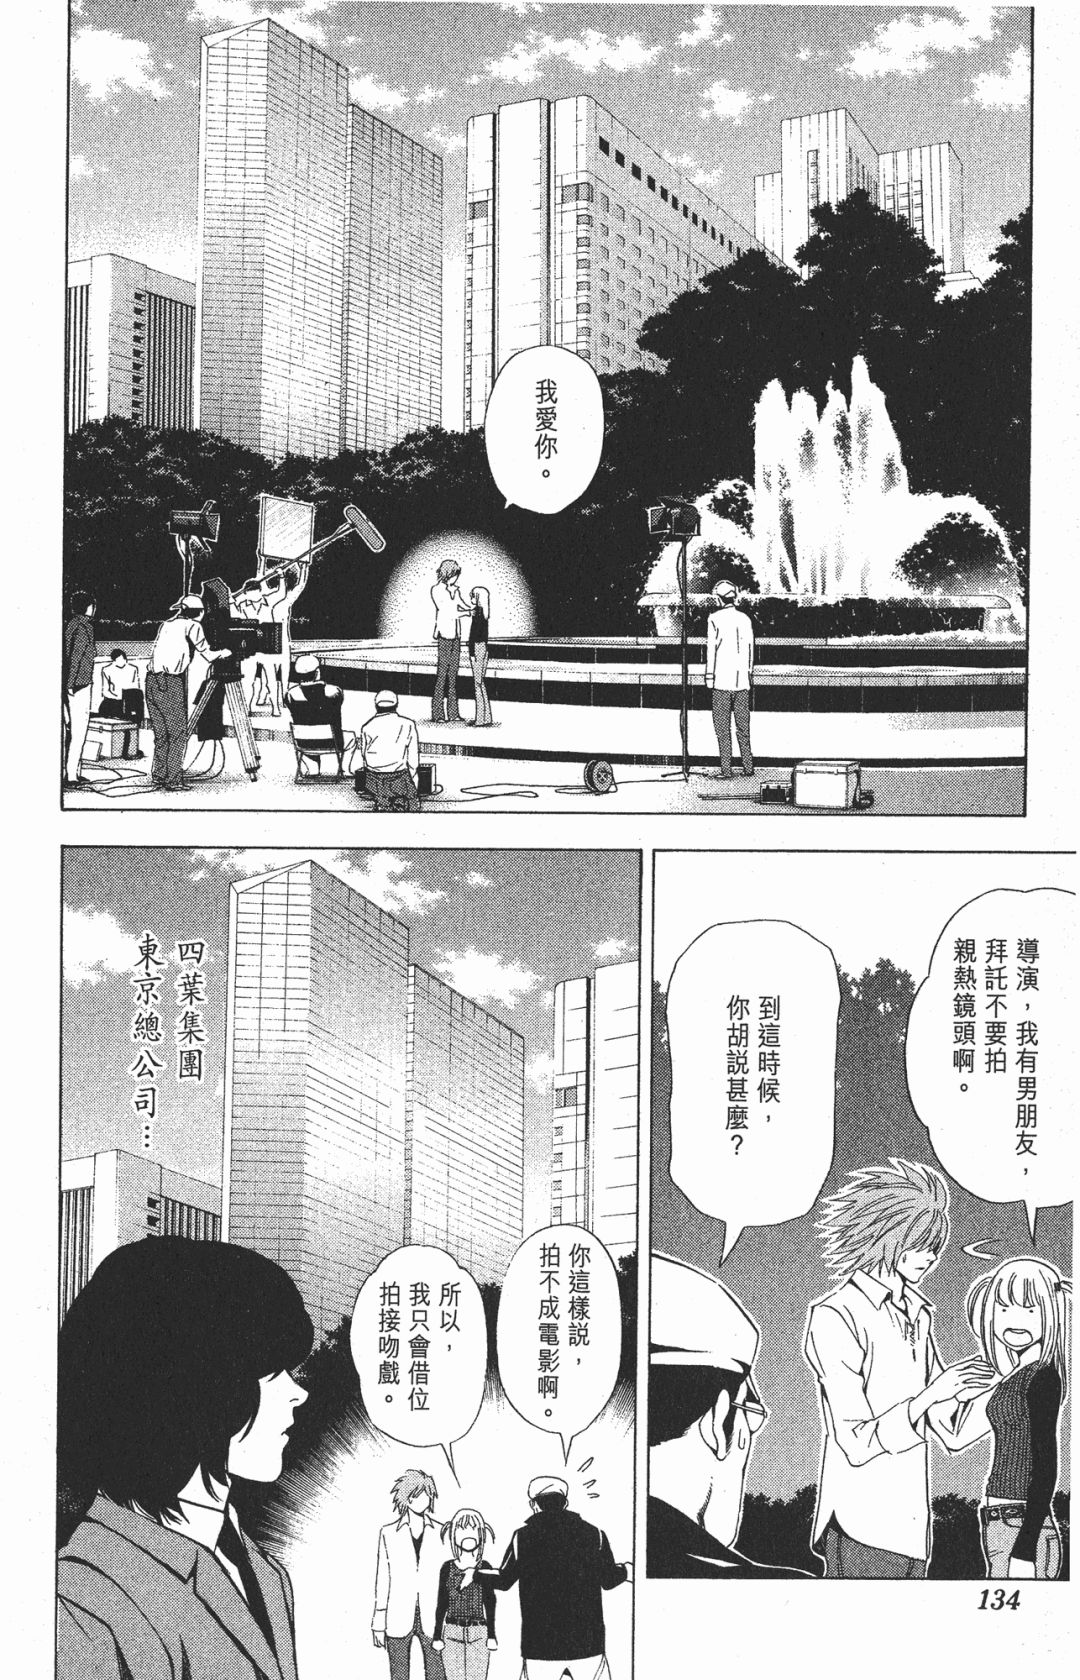 我愛你。
導演，我有男朋友，
拜託不要拍
親熱鏡頭啊。
到這時候，
你胡說甚麼？
你這樣說，
拍不成電影啊。
所以，
我只會借位
拍接吻戲。
四葉集團
東京總公司…
134